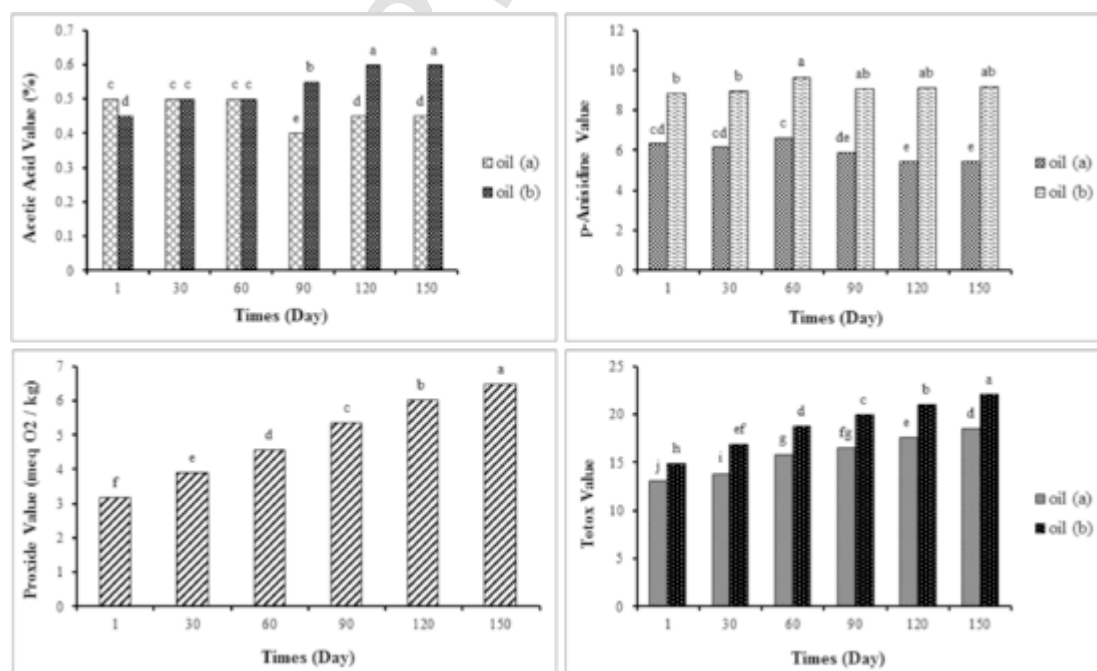 Acetic Acid Value (%)
0.7
0.6
0.5
0.4
0.3
0.2
0.1
0
c d c c c c e b d a d a
1 30 60 90 120 150
Times (Day)
oil (a)
oil (b)
p-Anisidine Value
12
10
8
6
4
2
0
cd b cd b c a de ab e ab e ab
1 30 60 90 120 150
Times (Day)
oil (a)
oil (b)
Proxide Value (meq O2 / kg)
7
6
5
4
3
2
1
0
f e d c b a
1 30 60 90 120 150
Times (Day)
Totox Value
25
20
15
10
5
0
j h i ef g d fg c e b d a
1 30 60 90 120 150
Times (Day)
oil (a)
oil (b)